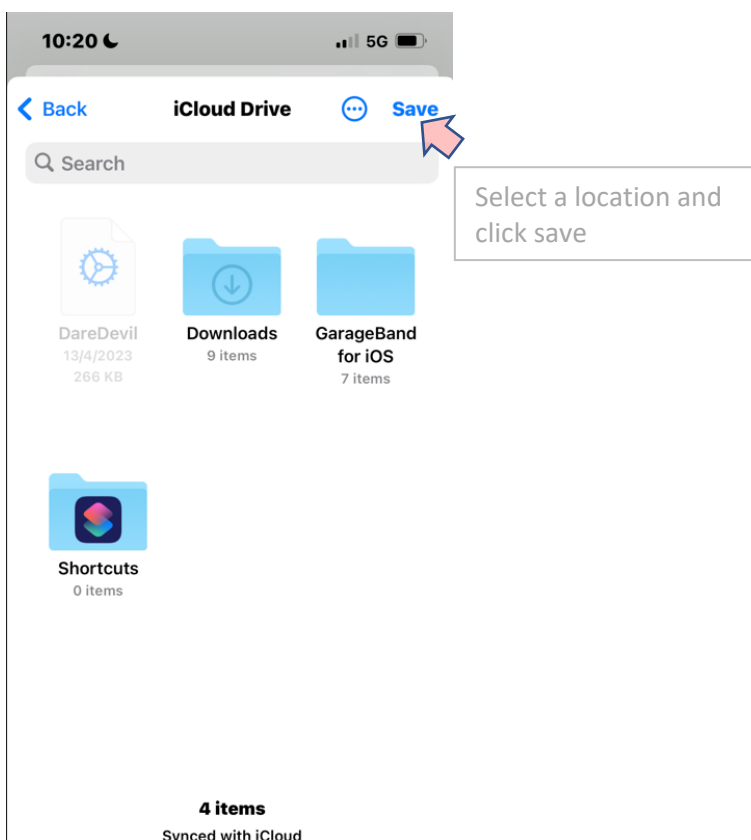 10:20 5G
Back iCloud Drive Save
Search
Select a location and
click save
DareDevil
13/4/2023
266 KB
Downloads
9 items
GarageBand
for iOS
7 items
Shortcuts
0 items
4 items
Synced with iCloud